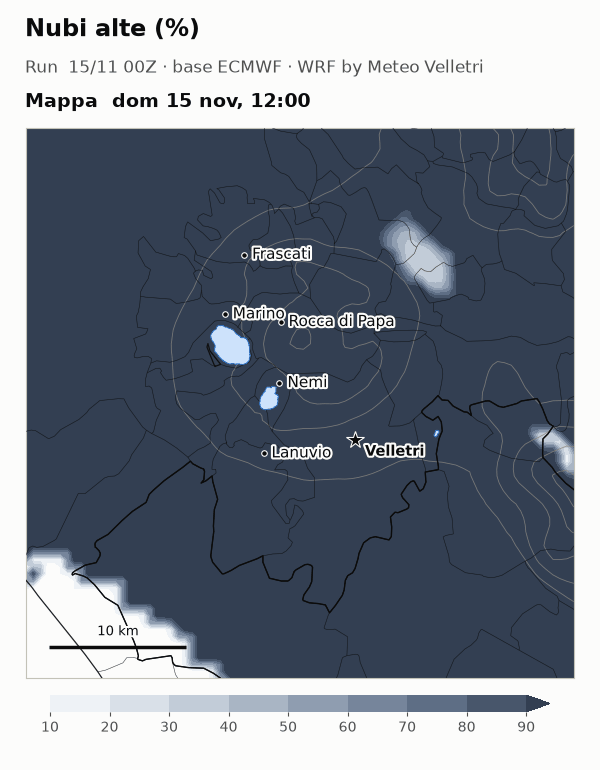 Nubi alte (%)
Run 15/11 00Z · base ECMWF · WRF by Meteo Velletri
Mappa dom 15 nov, 12:00
Frascati
Marino
Rocca di Papa
Nemi
Velletri
Lanuvio
10 km
10 20 30 40 50 60 70 80 90